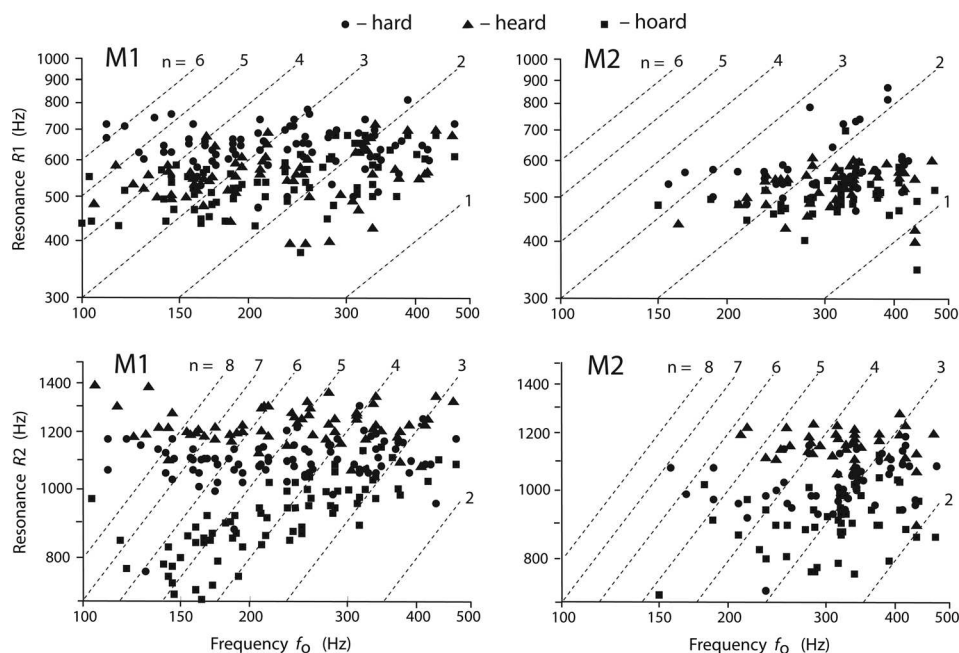 ● – hard ▲ – heard ■ – hoard
M1
n = 6 5 4 3 2
1
Resonance R1 (Hz)
1000
900
800
700
600
500
400
300
100 150 200 300 400 500
M2
n = 6 5 4 3 2
1
1000
900
800
700
600
500
400
300
100 150 200 300 400 500
M1
n = 8 7 6 5 4 3
2
Resonance R2 (Hz)
1400
1200
1000
800
100 150 200 300 400 500
Frequency fo (Hz)
M2
n = 8 7 6 5 4 3
2
1400
1200
1000
800
100 150 200 300 400 500
Frequency fo (Hz)